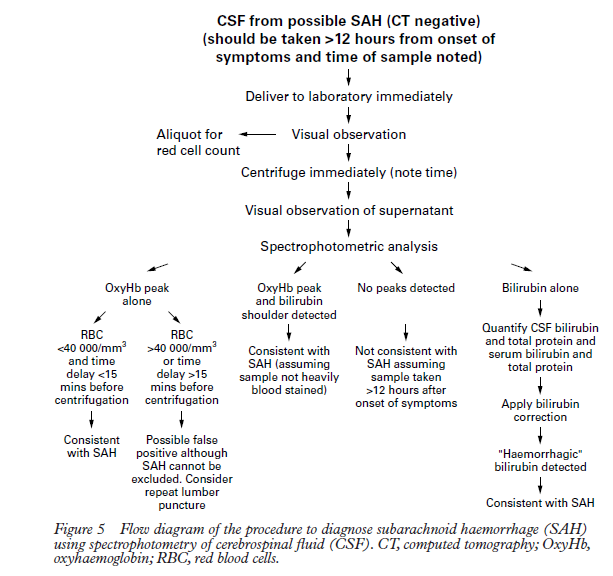 CSF from possible SAH (CT negative)
(should be taken >12 hours from onset of
symptoms and time of sample noted)
Deliver to laboratory immediately
Aliquot for
red cell count
Visual observation
Centrifuge immediately (note time)
Visual observation of supernatant
Spectrophotometric analysis
OxyHb peak
alone
RBC
<40 000/mm³
and time
delay <15
mins before
centrifugation
Consistent
with SAH
RBC
>40 000/mm³
or time
delay >15
mins before
centrifugation
Possible false
positive although
SAH cannot be
excluded. Consider
repeat lumber
puncture
OxyHb peak
and bilirubin
shoulder detected
Consistent with
SAH (assuming
sample not heavily
blood stained)
No peaks detected
Not consistent with
SAH assuming
sample taken
>12 hours after
onset of symptoms
Bilirubin alone
Quantify CSF bilirubin
and total protein and
serum bilirubin and
total protein
Apply bilirubin
correction
"Haemorrhagic"
bilirubin detected
Consistent with SAH
Figure 5 Flow diagram of the procedure to diagnose subarachnoid haemorrhage (SAH)
using spectrophotometry of cerebrospinal fluid (CSF). CT, computed tomography; OxyHb,
oxyhaemoglobin; RBC, red blood cells.